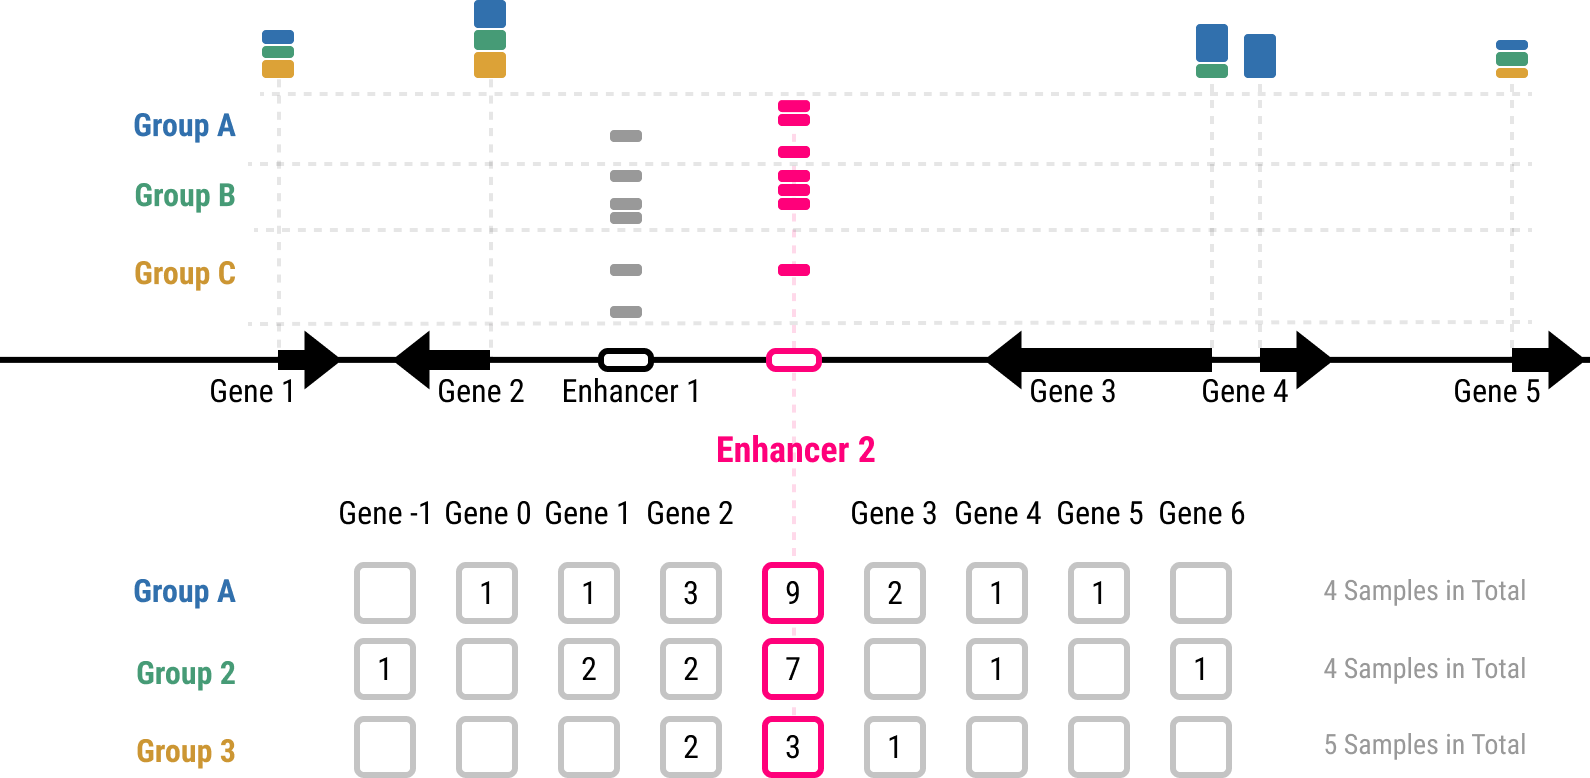 Group A
Group B
Group C
Gene 1 Gene 2 Enhancer 1 Gene 3 Gene 4 Gene 5
Enhancer 2
Gene -1 Gene 0 Gene 1 Gene 2 Gene 3 Gene 4 Gene 5 Gene 6
Group A 1 1 3 9 2 1 1 4 Samples in Total
Group 2 1 2 2 7 1 1 4 Samples in Total
Group 3 2 3 1 5 Samples in Total